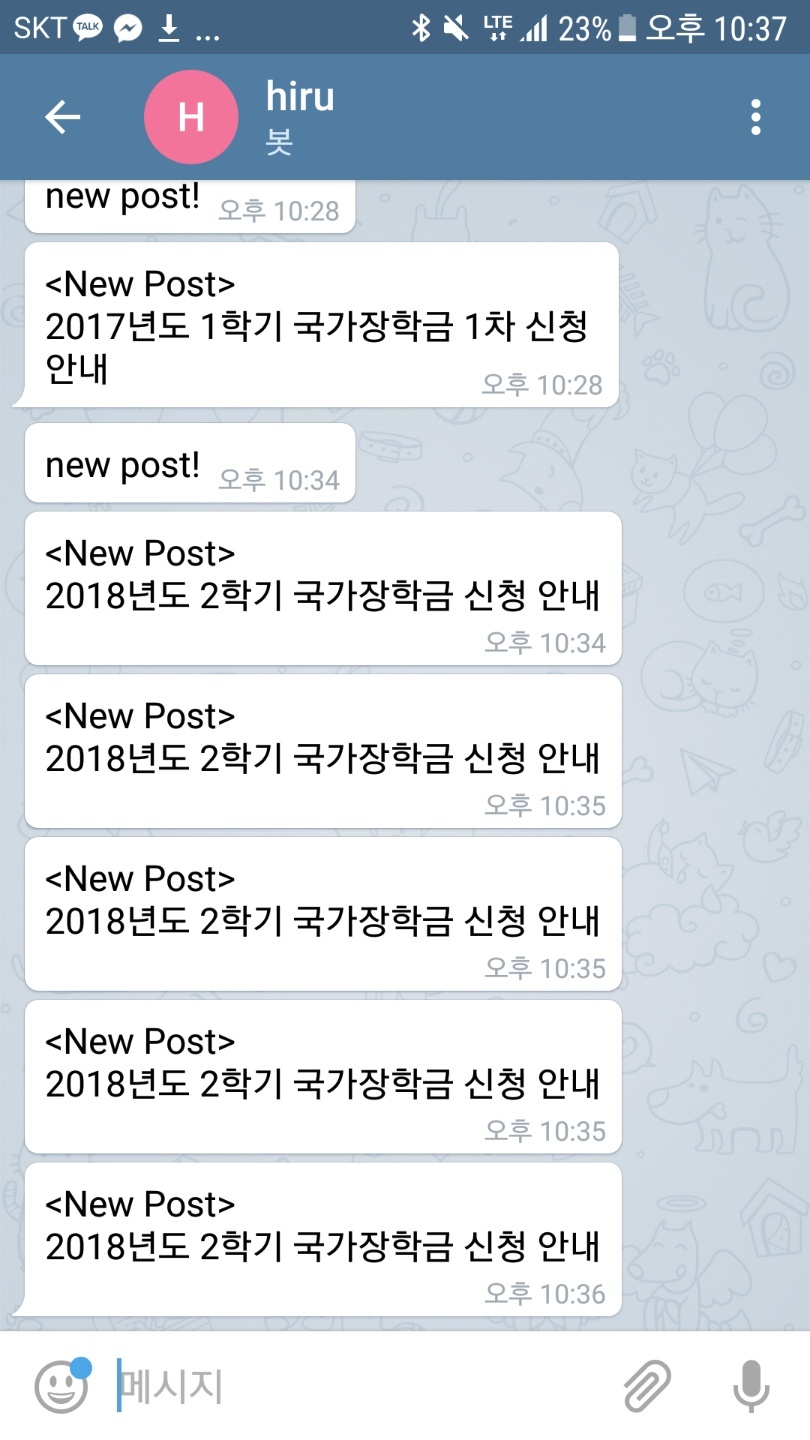 SKT TALK ... LTE 23% 오후 10:37
H hiru
봇
new post! 오후 10:28
<New Post>
2017년도 1학기 국가장학금 1차 신청
안내
오후 10:28
new post! 오후 10:34
<New Post>
2018년도 2학기 국가장학금 신청 안내
오후 10:34
<New Post>
2018년도 2학기 국가장학금 신청 안내
오후 10:35
<New Post>
2018년도 2학기 국가장학금 신청 안내
오후 10:35
<New Post>
2018년도 2학기 국가장학금 신청 안내
오후 10:35
<New Post>
2018년도 2학기 국가장학금 신청 안내
오후 10:36
메시지